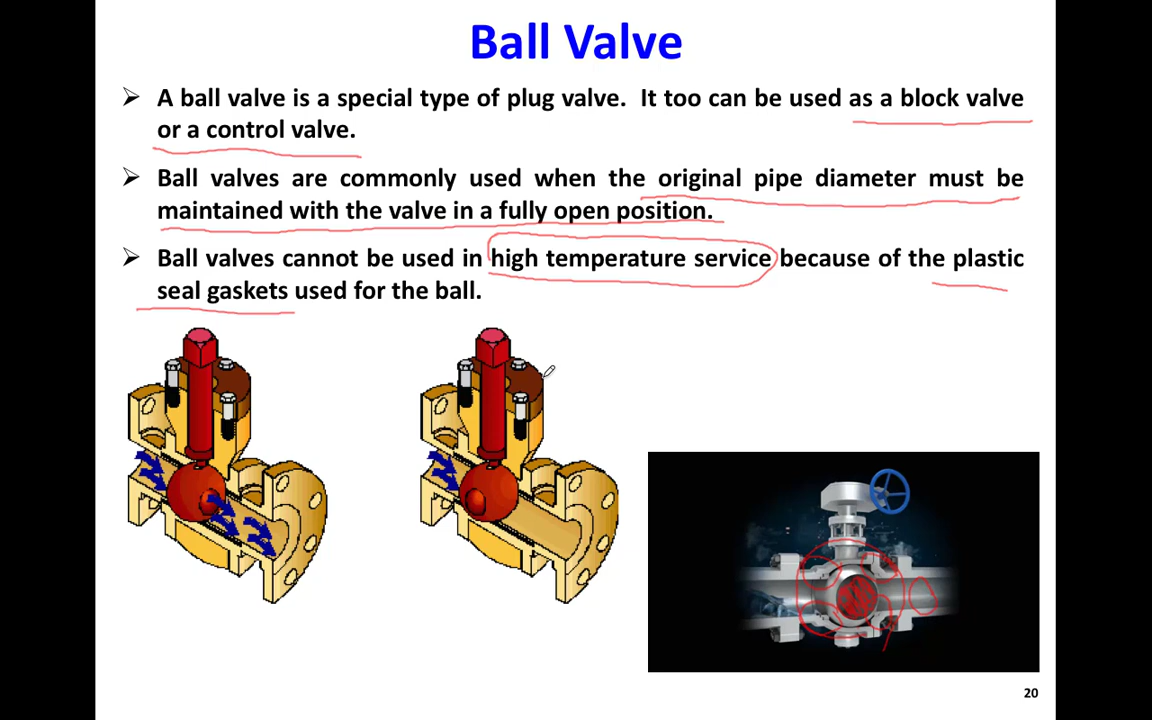 Ball Valve
➢ A ball valve is a special type of plug valve. It too can be used as a block valve
or a control valve.
➢ Ball valves are commonly used when the original pipe diameter must be
maintained with the valve in a fully open position.
➢ Ball valves cannot be used in high temperature service because of the plastic
seal gaskets used for the ball.
20